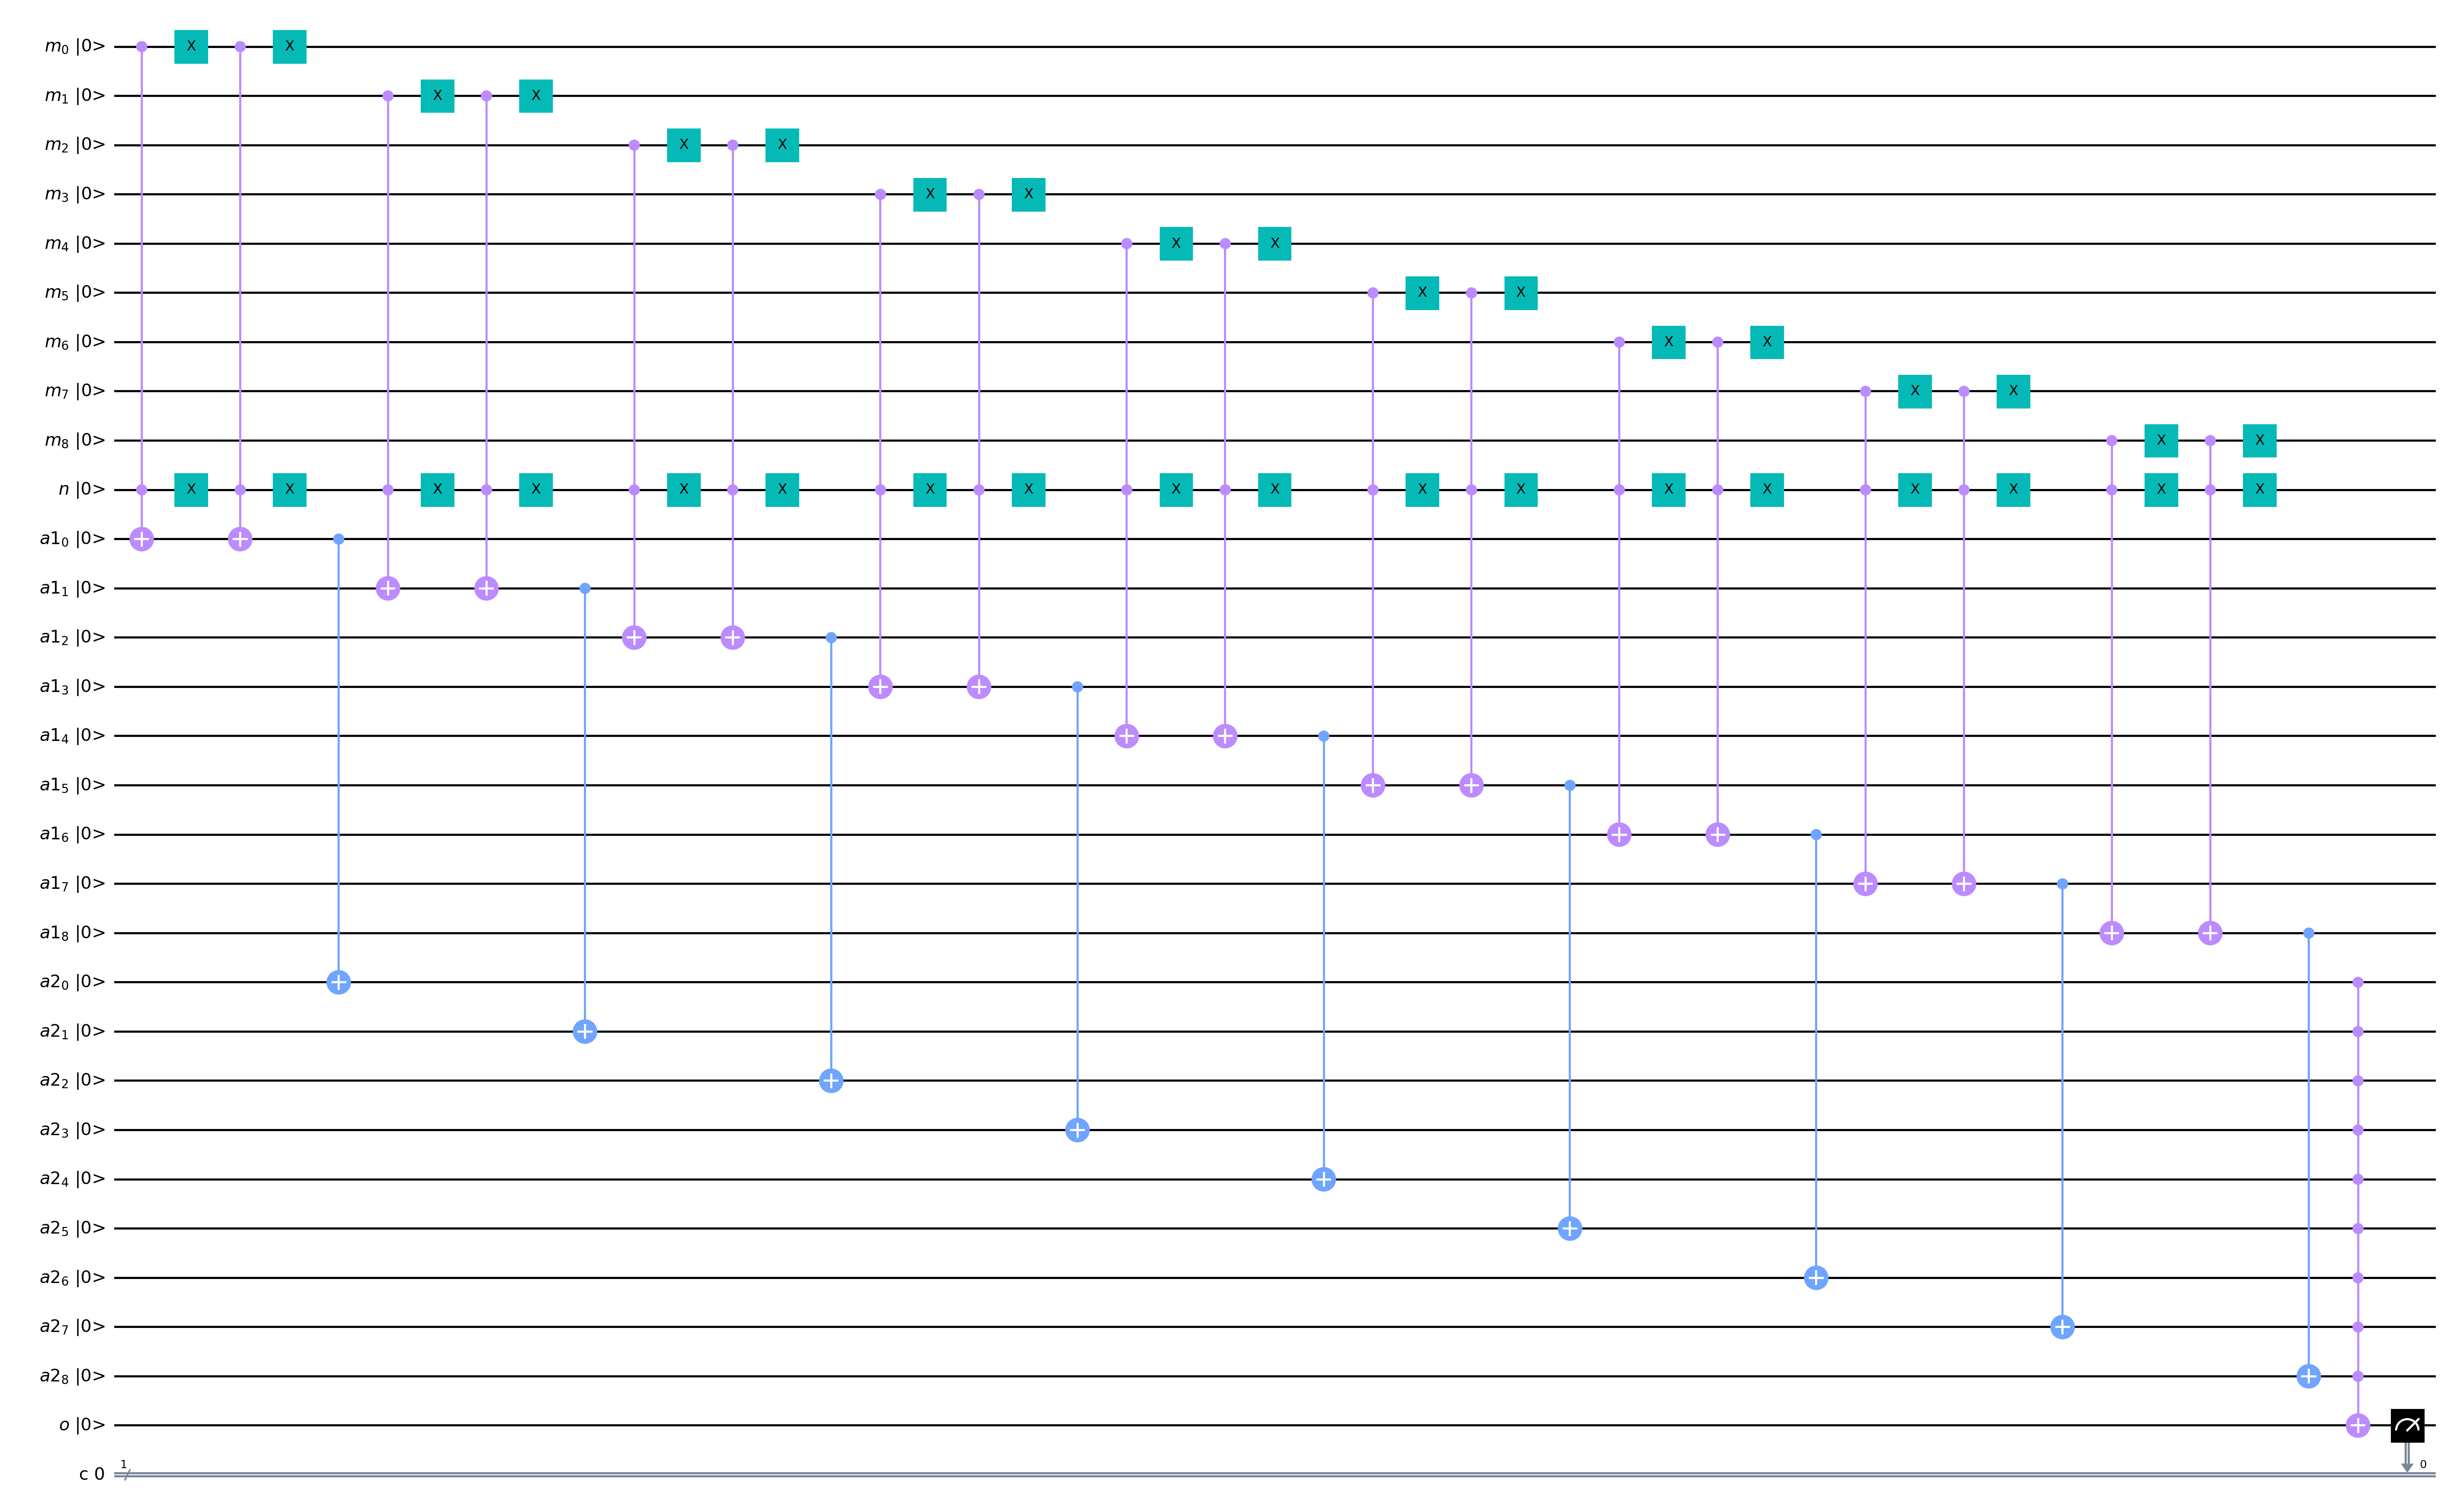 m₀ |0> X X
m₁ |0> X X
m₂ |0> X X
m₃ |0> X X
m₄ |0> X X
m₅ |0> X X
m₆ |0> X X
m₇ |0> X X
m₈ |0> X X
n |0> X X X X X X X X X X X X X X X X X X
a1₀ |0>
a1₁ |0>
a1₂ |0>
a1₃ |0>
a1₄ |0>
a1₅ |0>
a1₆ |0>
a1₇ |0>
a1₈ |0>
a2₀ |0>
a2₁ |0>
a2₂ |0>
a2₃ |0>
a2₄ |0>
a2₅ |0>
a2₆ |0>
a2₇ |0>
a2₈ |0>
o |0>
c 0 1 0